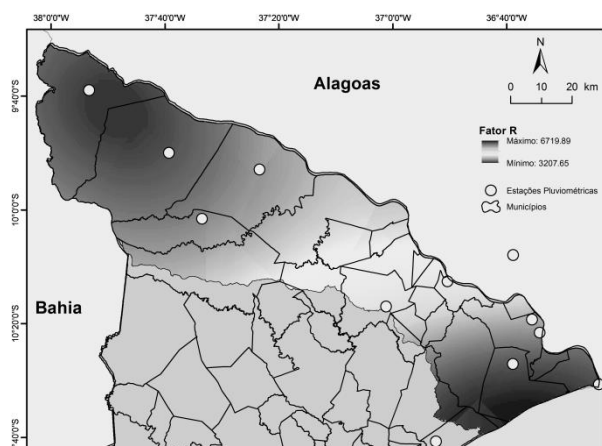 38°0'0"O 37°40'0"O 37°20'0"O 37°0'0"O 36°40'0"O
N
Alagoas
0 10 20 km
9°40'0"S
Fator R
Máximo: 6719.89
Mínimo: 3207.65
Estações Pluviométricas
Municípios
10°0'0"S
Bahia
10°20'0"S